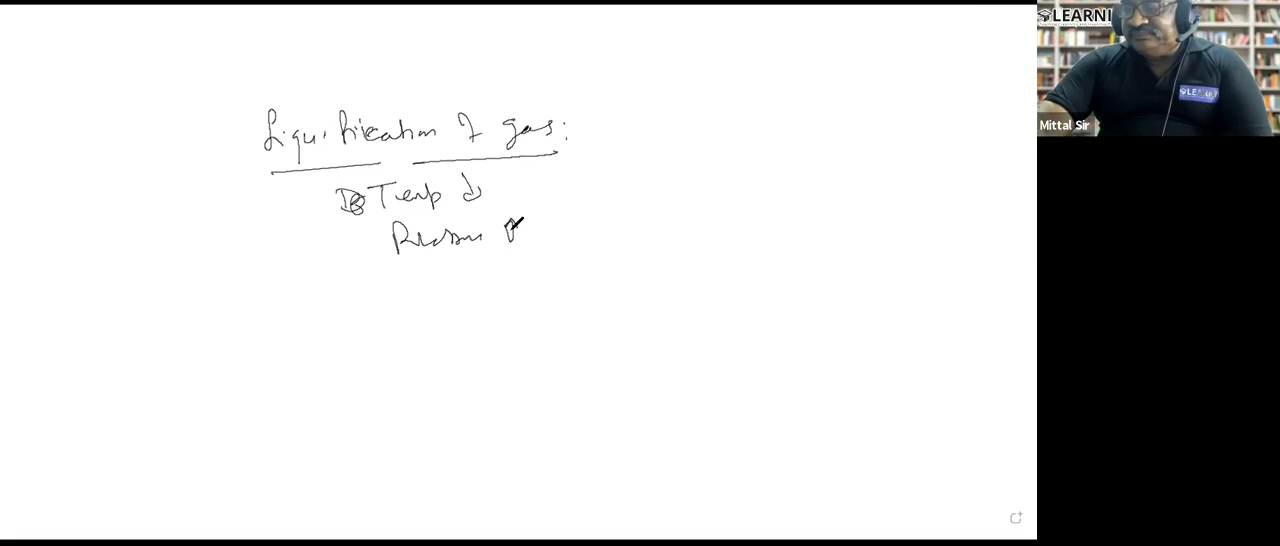 Liquification of gas:
Temp ↓
Pressure ↑
LEARNI
LEARN
Mittal Sir